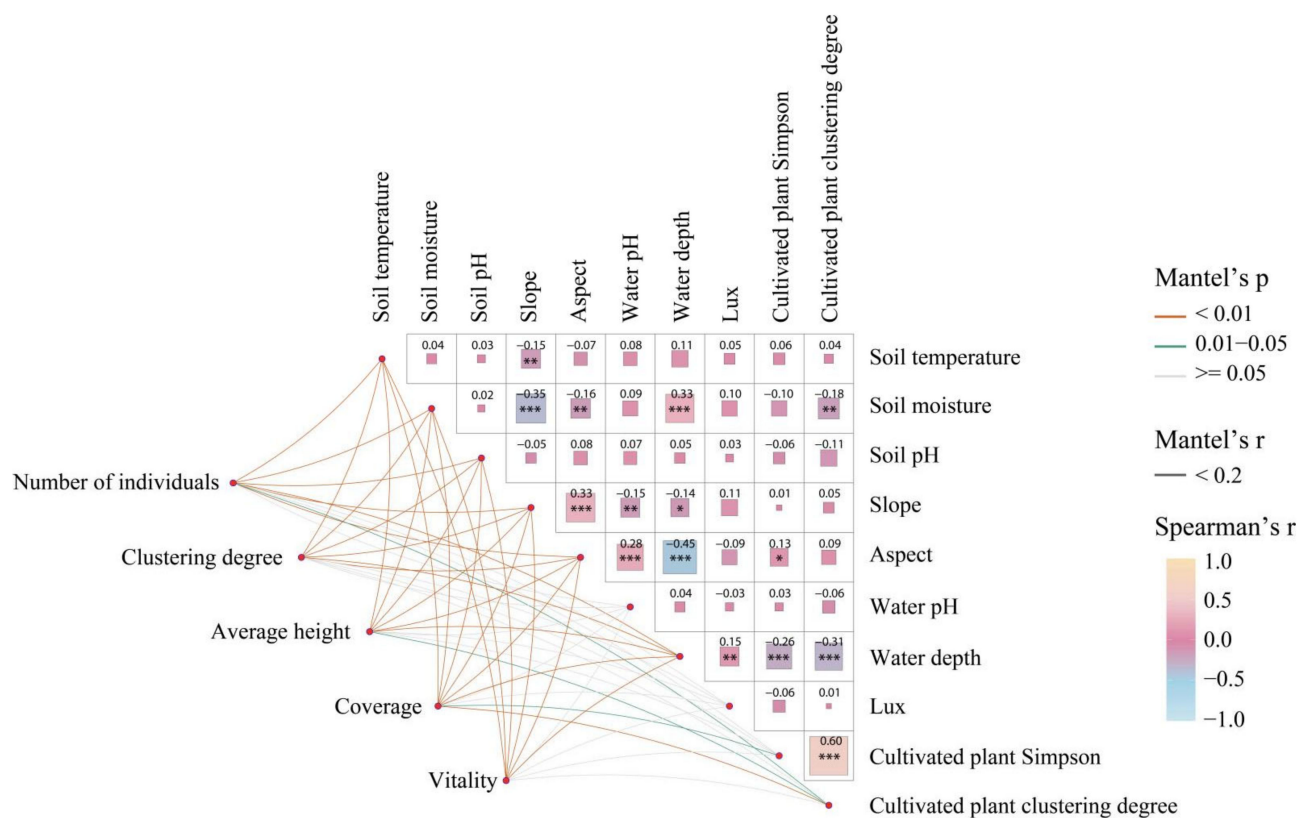 Soil temperature
Soil moisture
Soil pH
Slope
Aspect
Water pH
Water depth
Lux
Cultivated plant Simpson
Cultivated plant clustering degree
0.04 0.03 −0.15 −0.07 0.08 0.11 0.05 0.06 0.04
** 
Soil temperature
0.02 −0.35 −0.16 0.09 0.33 0.10 −0.10 −0.18
*** ** *** **
Soil moisture
−0.05 0.08 0.07 0.05 0.03 −0.06 −0.11
Soil pH
0.33 −0.15 −0.14 0.11 0.01 0.05
*** ** *
Slope
0.28 −0.45 −0.09 0.13 0.09
*** *** *
Aspect
0.04 −0.03 0.03 −0.06
Water pH
0.15 −0.26 −0.31
** *** ***
Water depth
−0.06 0.01
Lux
0.60
***
Cultivated plant Simpson
Cultivated plant clustering degree
Number of individuals
Clustering degree
Average height
Coverage
Vitality
Mantel’s p
< 0.01
0.01−0.05
>= 0.05
Mantel’s r
< 0.2
Spearman’s r
1.0
0.5
0.0
−0.5
−1.0